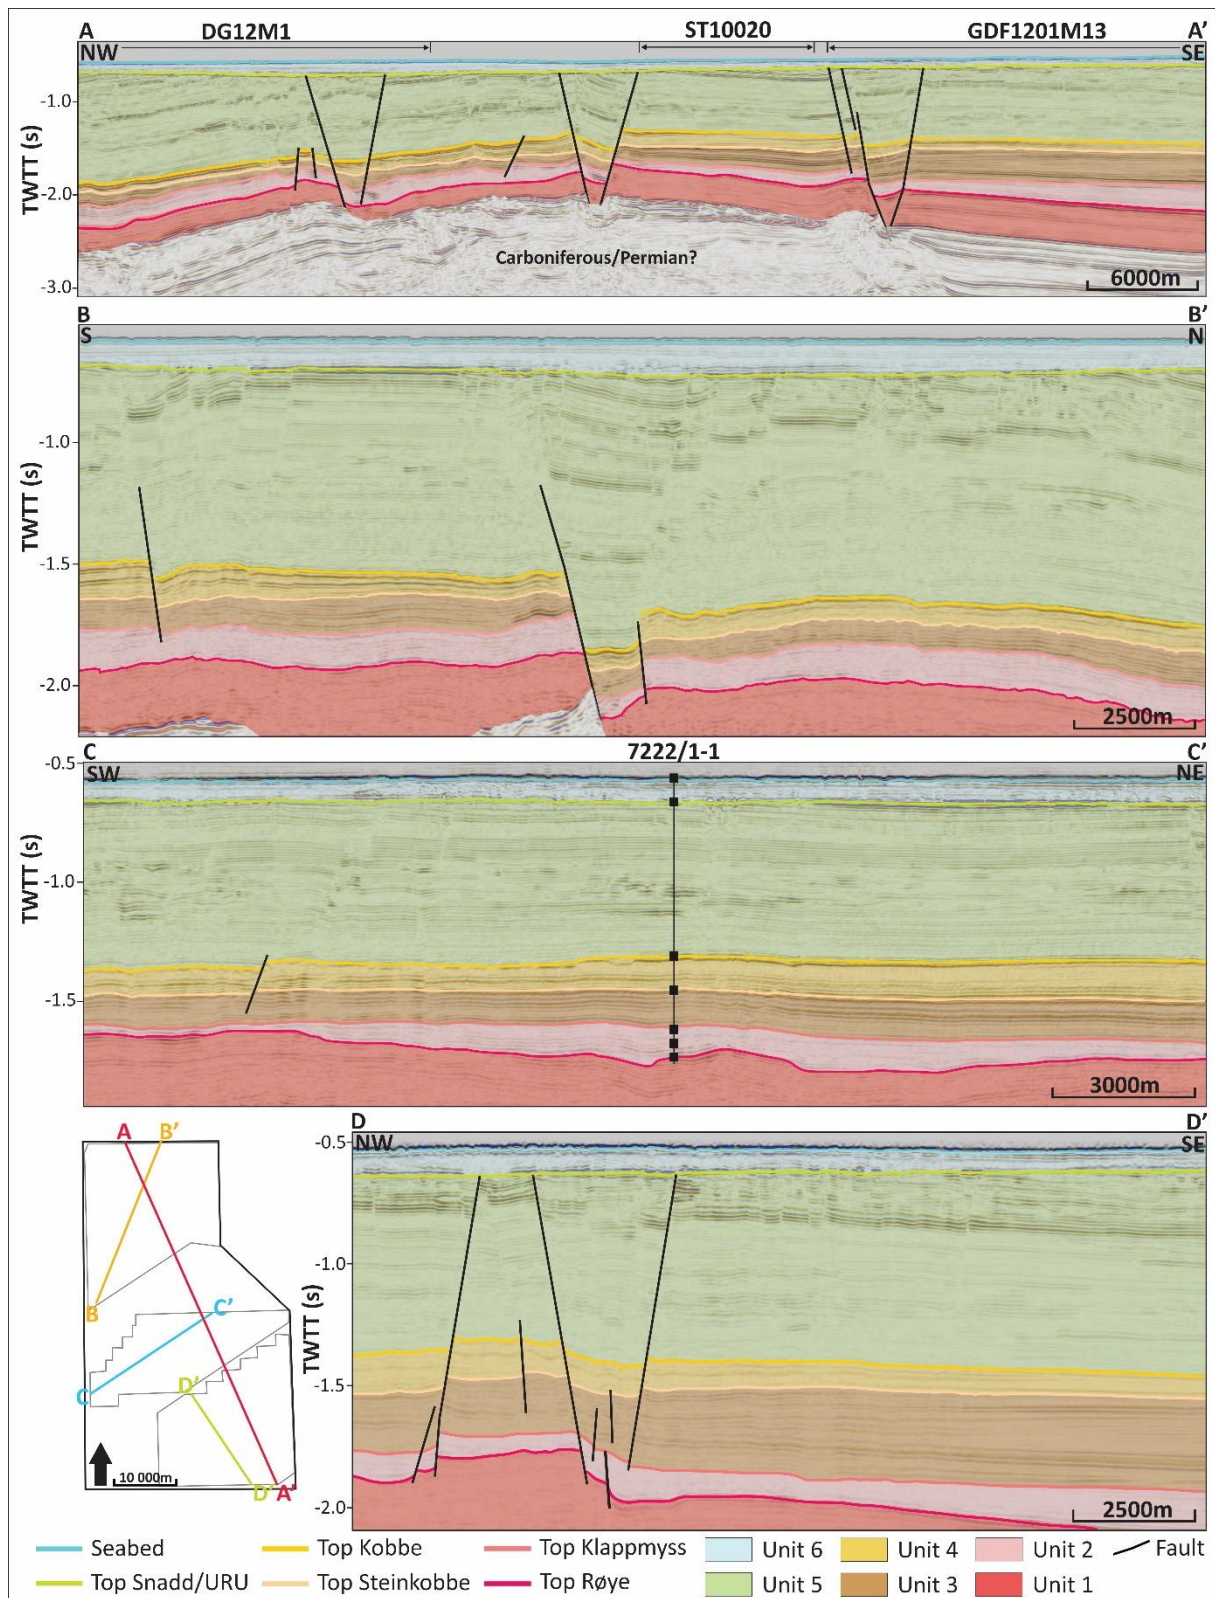 A DG12M1 ST10020 GDF1201M13 A’
NW SE
-1.0
-2.0
-3.0
TWTT (s)
Carboniferous/Permian?
6000m
B B’
S N
-1.0
-1.5
-2.0
TWTT (s)
2500m
C 7222/1-1 C’
-0.5
SW NE
-1.0
-1.5
TWTT (s)
3000m
A B’
B
C’
C
D’
D’ A’
10 000m
D D’
-0.5
NW SE
-1.0
-1.5
-2.0
TWTT (s)
2500m
Seabed Top Kobbe Top Klappmyss Unit 6 Unit 4 Unit 2 Fault
Top Snadd/URU Top Steinkobbe Top Røye Unit 5 Unit 3 Unit 1